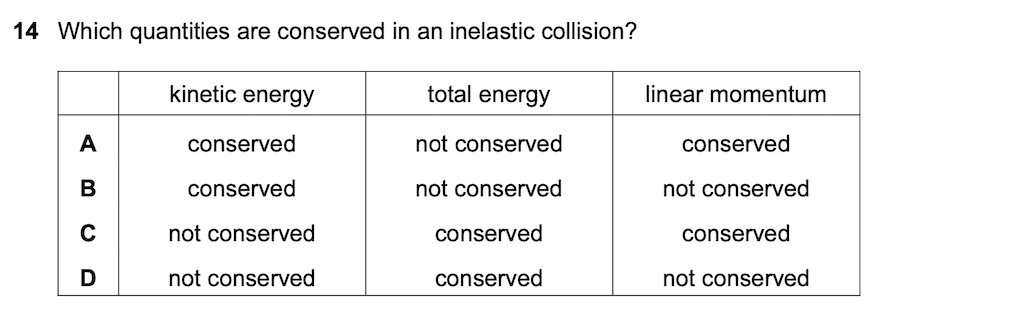 14 Which quantities are conserved in an inelastic collision?
kinetic energy total energy linear momentum
A conserved not conserved conserved
B conserved not conserved not conserved
C not conserved conserved conserved
D not conserved conserved not conserved